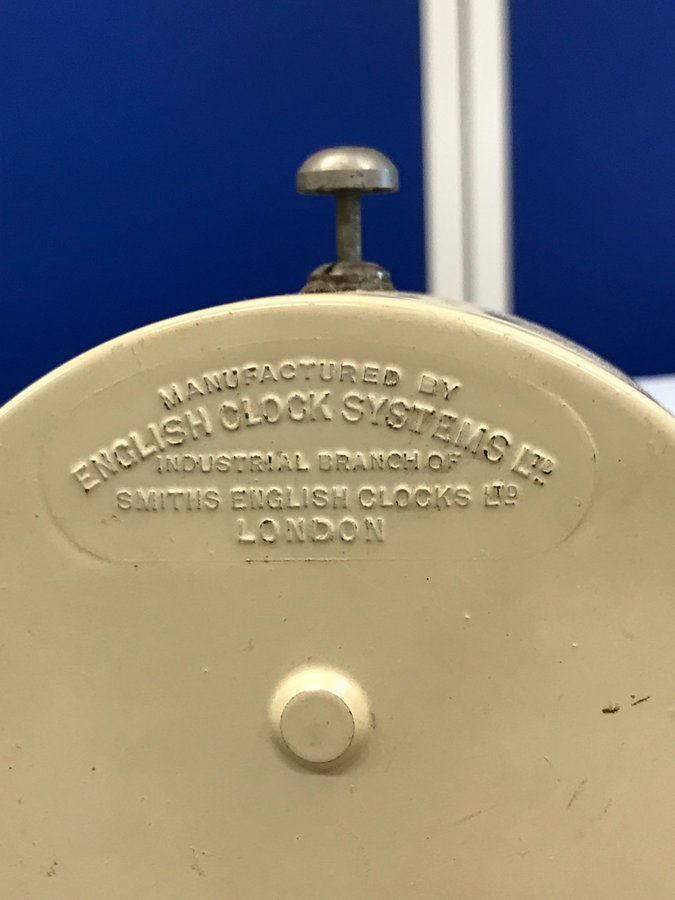 MANUFACTURED BY
ENGLISH CLOCK SYSTEMS LTD
INDUSTRIAL BRANCH OF
SMITHS ENGLISH CLOCKS LTD
LONDON